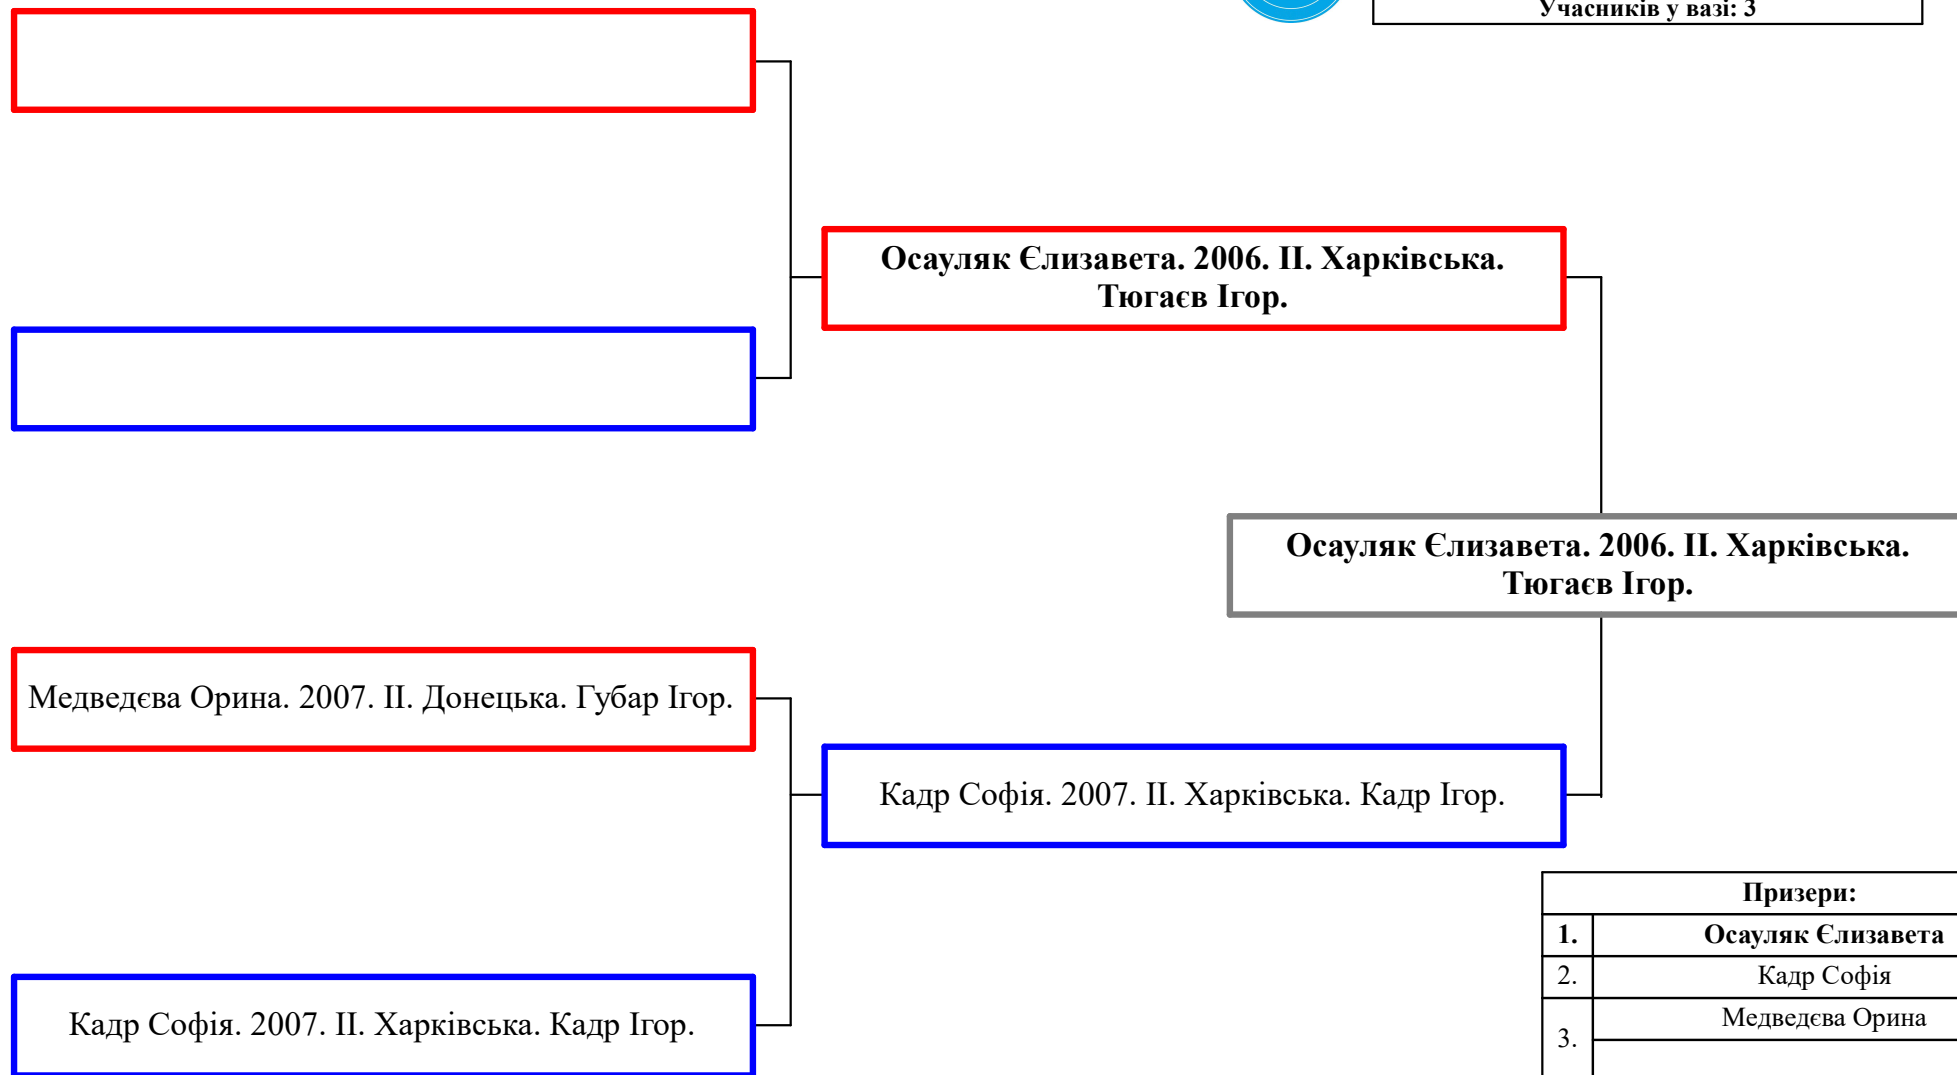 Учасників у вазі: 3
Осауляк Єлизавета. 2006. ІІ. Харківська.
Тюгаєв Ігор.
Осауляк Єлизавета. 2006. ІІ. Харківська.
Тюгаєв Ігор.
Медведєва Орина. 2007. ІІ. Донецька. Губар Ігор.
Кадр Софія. 2007. ІІ. Харківська. Кадр Ігор.
Кадр Софія. 2007. ІІ. Харківська. Кадр Ігор.
Призери:
1. Осауляк Єлизавета
2. Кадр Софія
3. Медведєва Орина